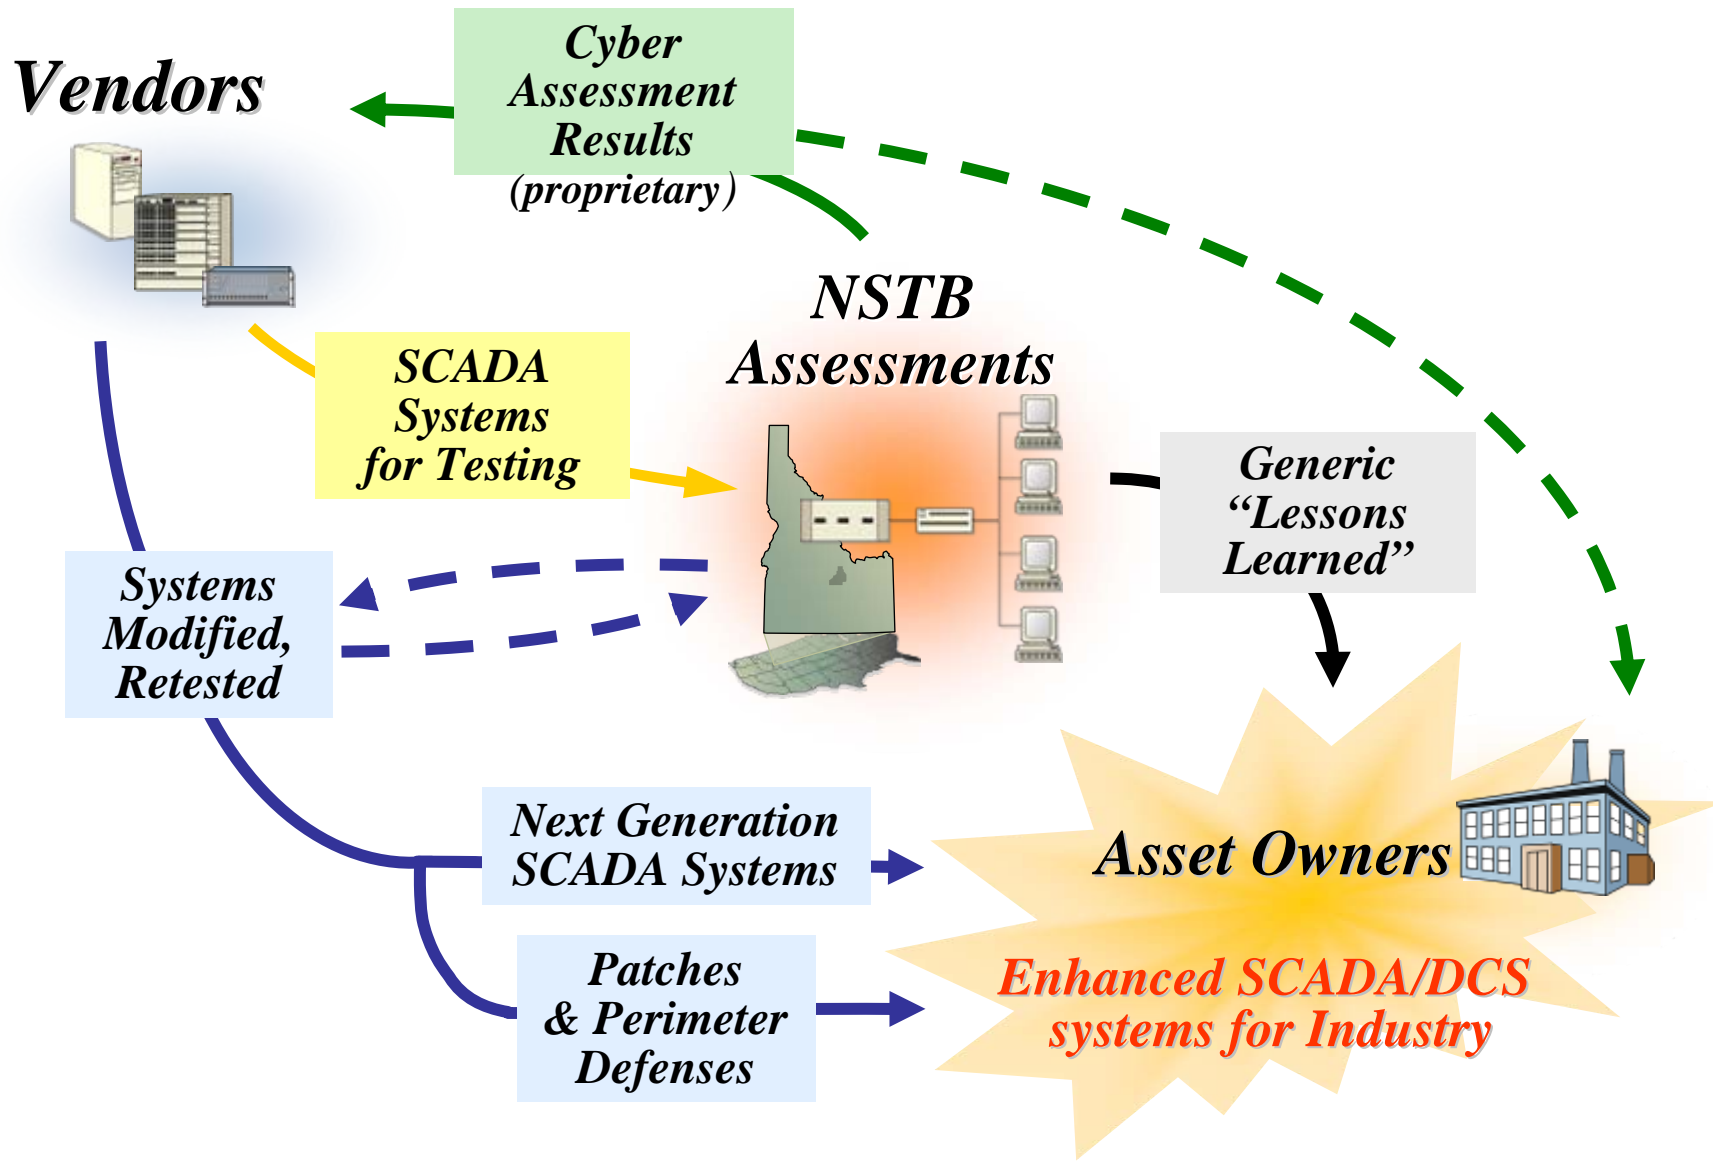 Cyber
Assessment
Results
(proprietary)
Vendors
NSTB
Assessments
SCADA
Systems
for Testing
Generic
“Lessons
Learned”
Systems
Modified,
Retested
Next Generation
SCADA Systems
Asset Owners
Patches
& Perimeter
Defenses
Enhanced SCADA/DCS
systems for Industry